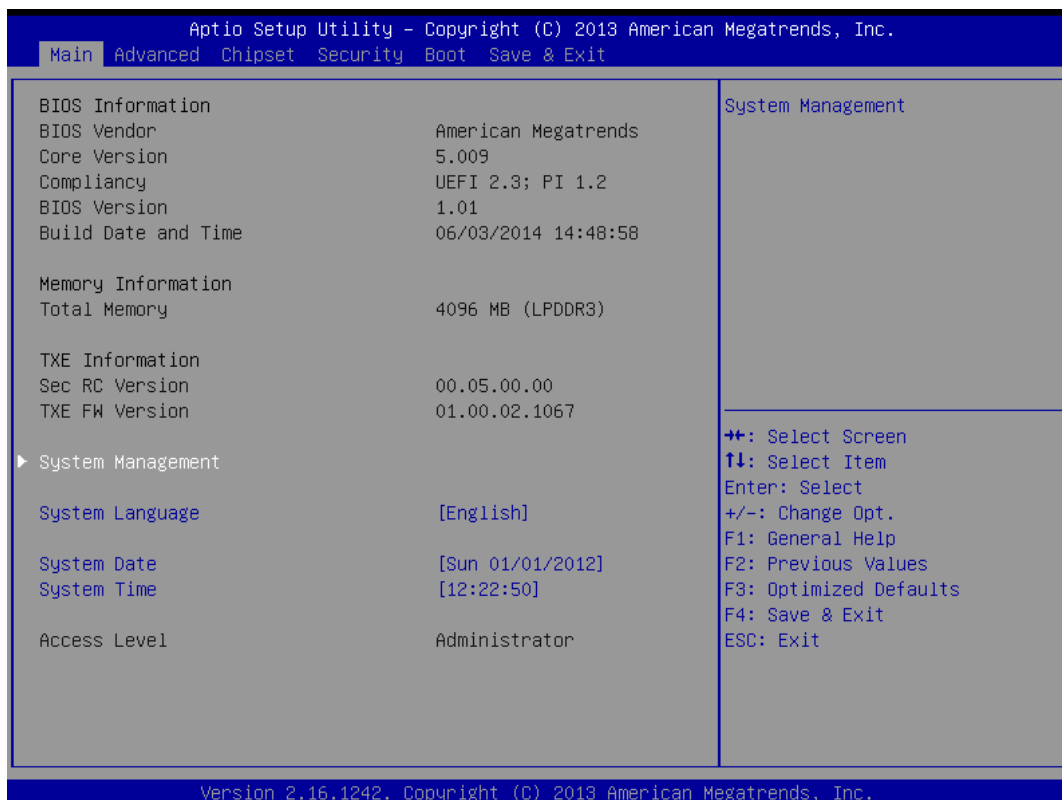 Aptio Setup Utility – Copyright (C) 2013 American Megatrends, Inc.
Main Advanced Chipset Security Boot Save & Exit
BIOS Information
BIOS Vendor American Megatrends
Core Version 5.009
Compliancy UEFI 2.3; PI 1.2
BIOS Version 1.01
Build Date and Time 06/03/2014 14:48:58
Memory Information
Total Memory 4096 MB (LPDDR3)
TXE Information
Sec RC Version 00.05.00.00
TXE FW Version 01.00.02.1067
System Management
System Language [English]
System Date [Sun 01/01/2012]
System Time [12:22:50]
Access Level Administrator
System Management
→←: Select Screen
↑↓: Select Item
Enter: Select
+/-: Change Opt.
F1: General Help
F2: Previous Values
F3: Optimized Defaults
F4: Save & Exit
ESC: Exit
Version 2.16.1242. Copyright (C) 2013 American Megatrends, Inc.